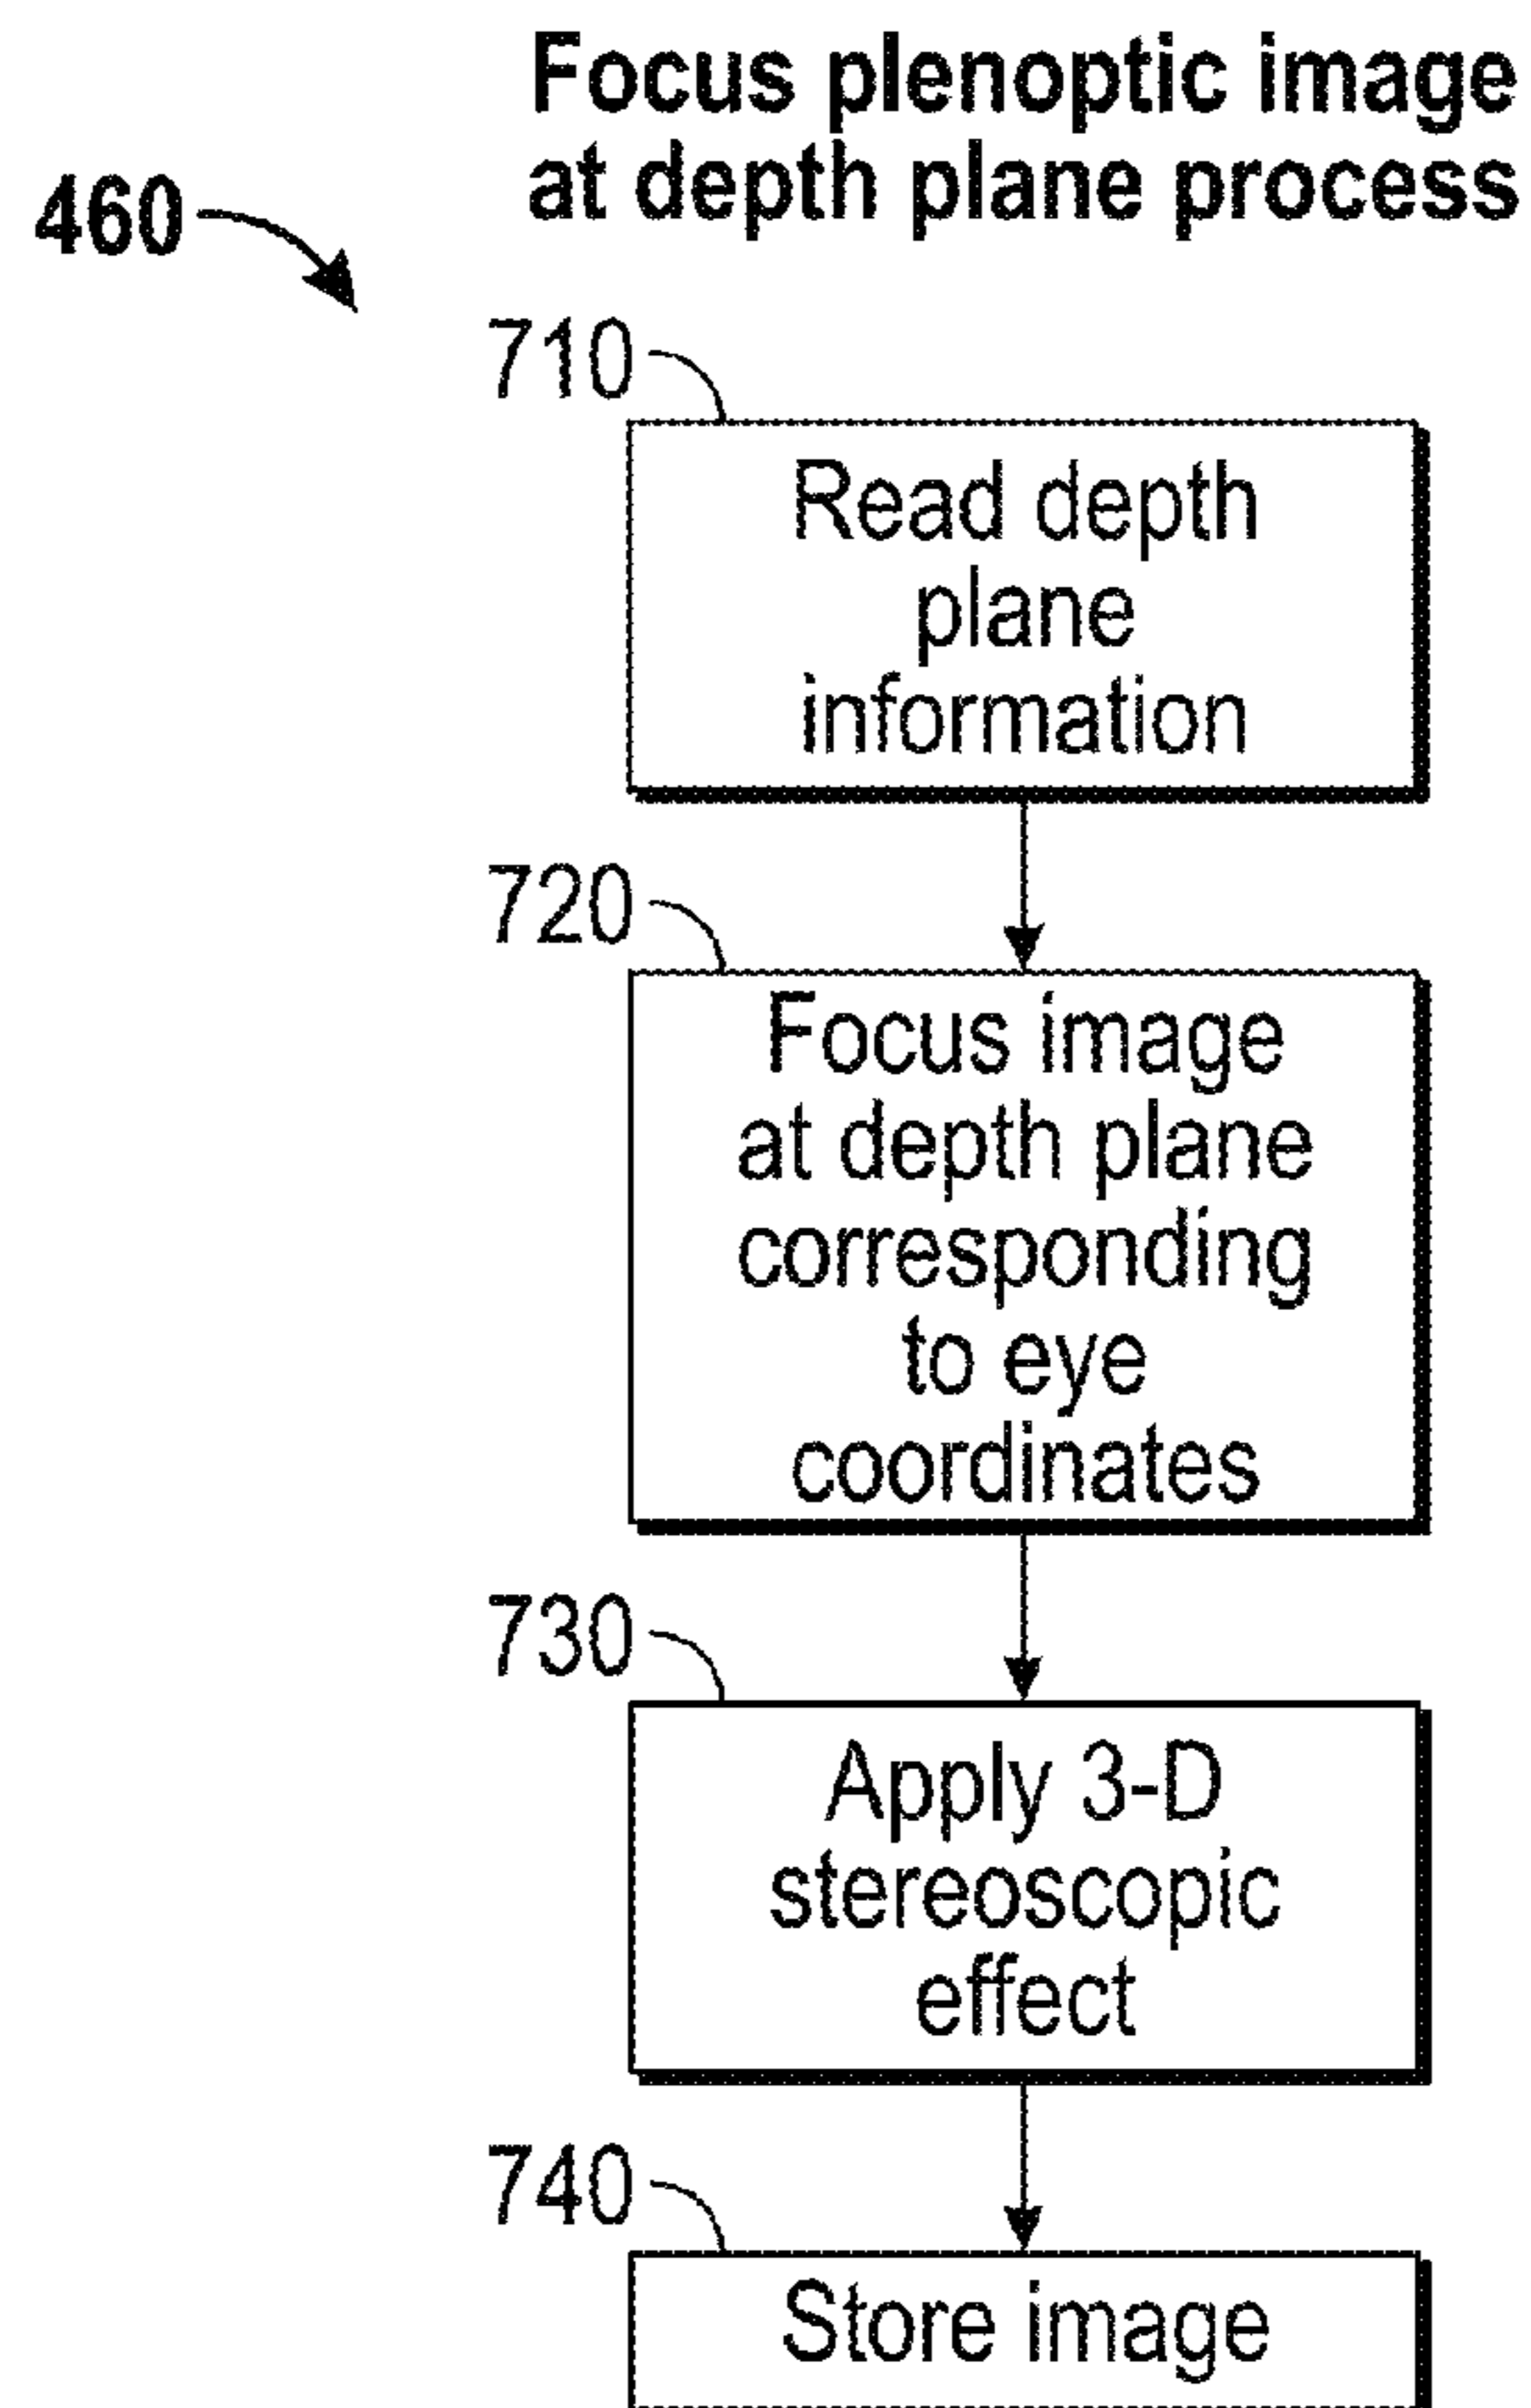 Focus plenoptic image
at depth plane process
460
710
Read depth
plane
information
720
Focus image
at depth plane
corresponding
to eye
coordinates
730
Apply 3-D
stereoscopic
effect
740
Store image